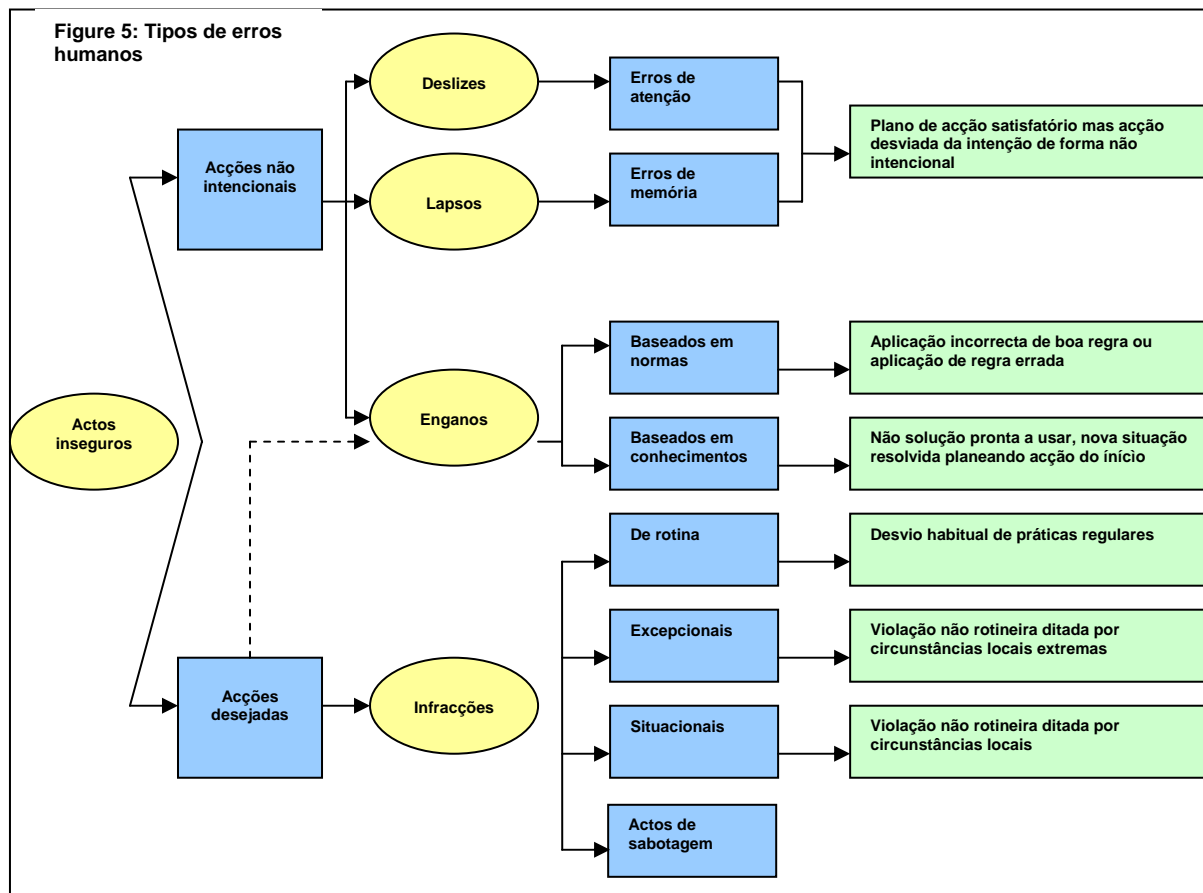 Figure 5: Tipos de erros
humanos
Deslizes
Erros de
atenção
Plano de acção satisfatório mas acção
desviada da intenção de forma não
intencional
Acções não
intencionais
Lapsos
Erros de
memória
Baseados em
normas
Aplicação incorrecta de boa regra ou
aplicação de regra errada
Enganos
Actos
inseguros
Baseados em
conhecimentos
Não solução pronta a usar, nova situação
resolvida planeando acção do ínícìo
De rotina
Desvio habitual de práticas regulares
Excepcionais
Violação não rotineira ditada por
circunstâncias locais extremas
Acções
desejadas
Infracções
Situacionais
Violação não rotineira ditada por
circunstâncias locais
Actos de
sabotagem